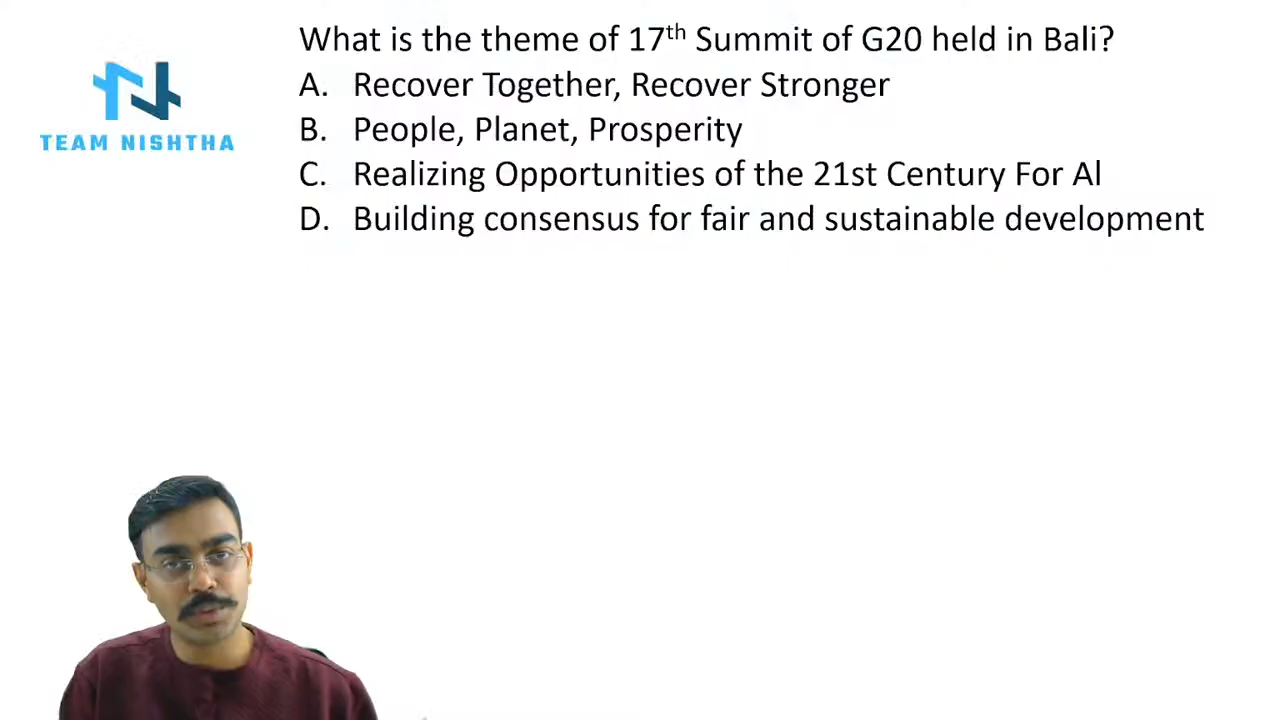 What is the theme of 17th Summit of G20 held in Bali?
A. Recover Together, Recover Stronger
B. People, Planet, Prosperity
C. Realizing Opportunities of the 21st Century For Al
D. Building consensus for fair and sustainable development
TEAM NISHTHA